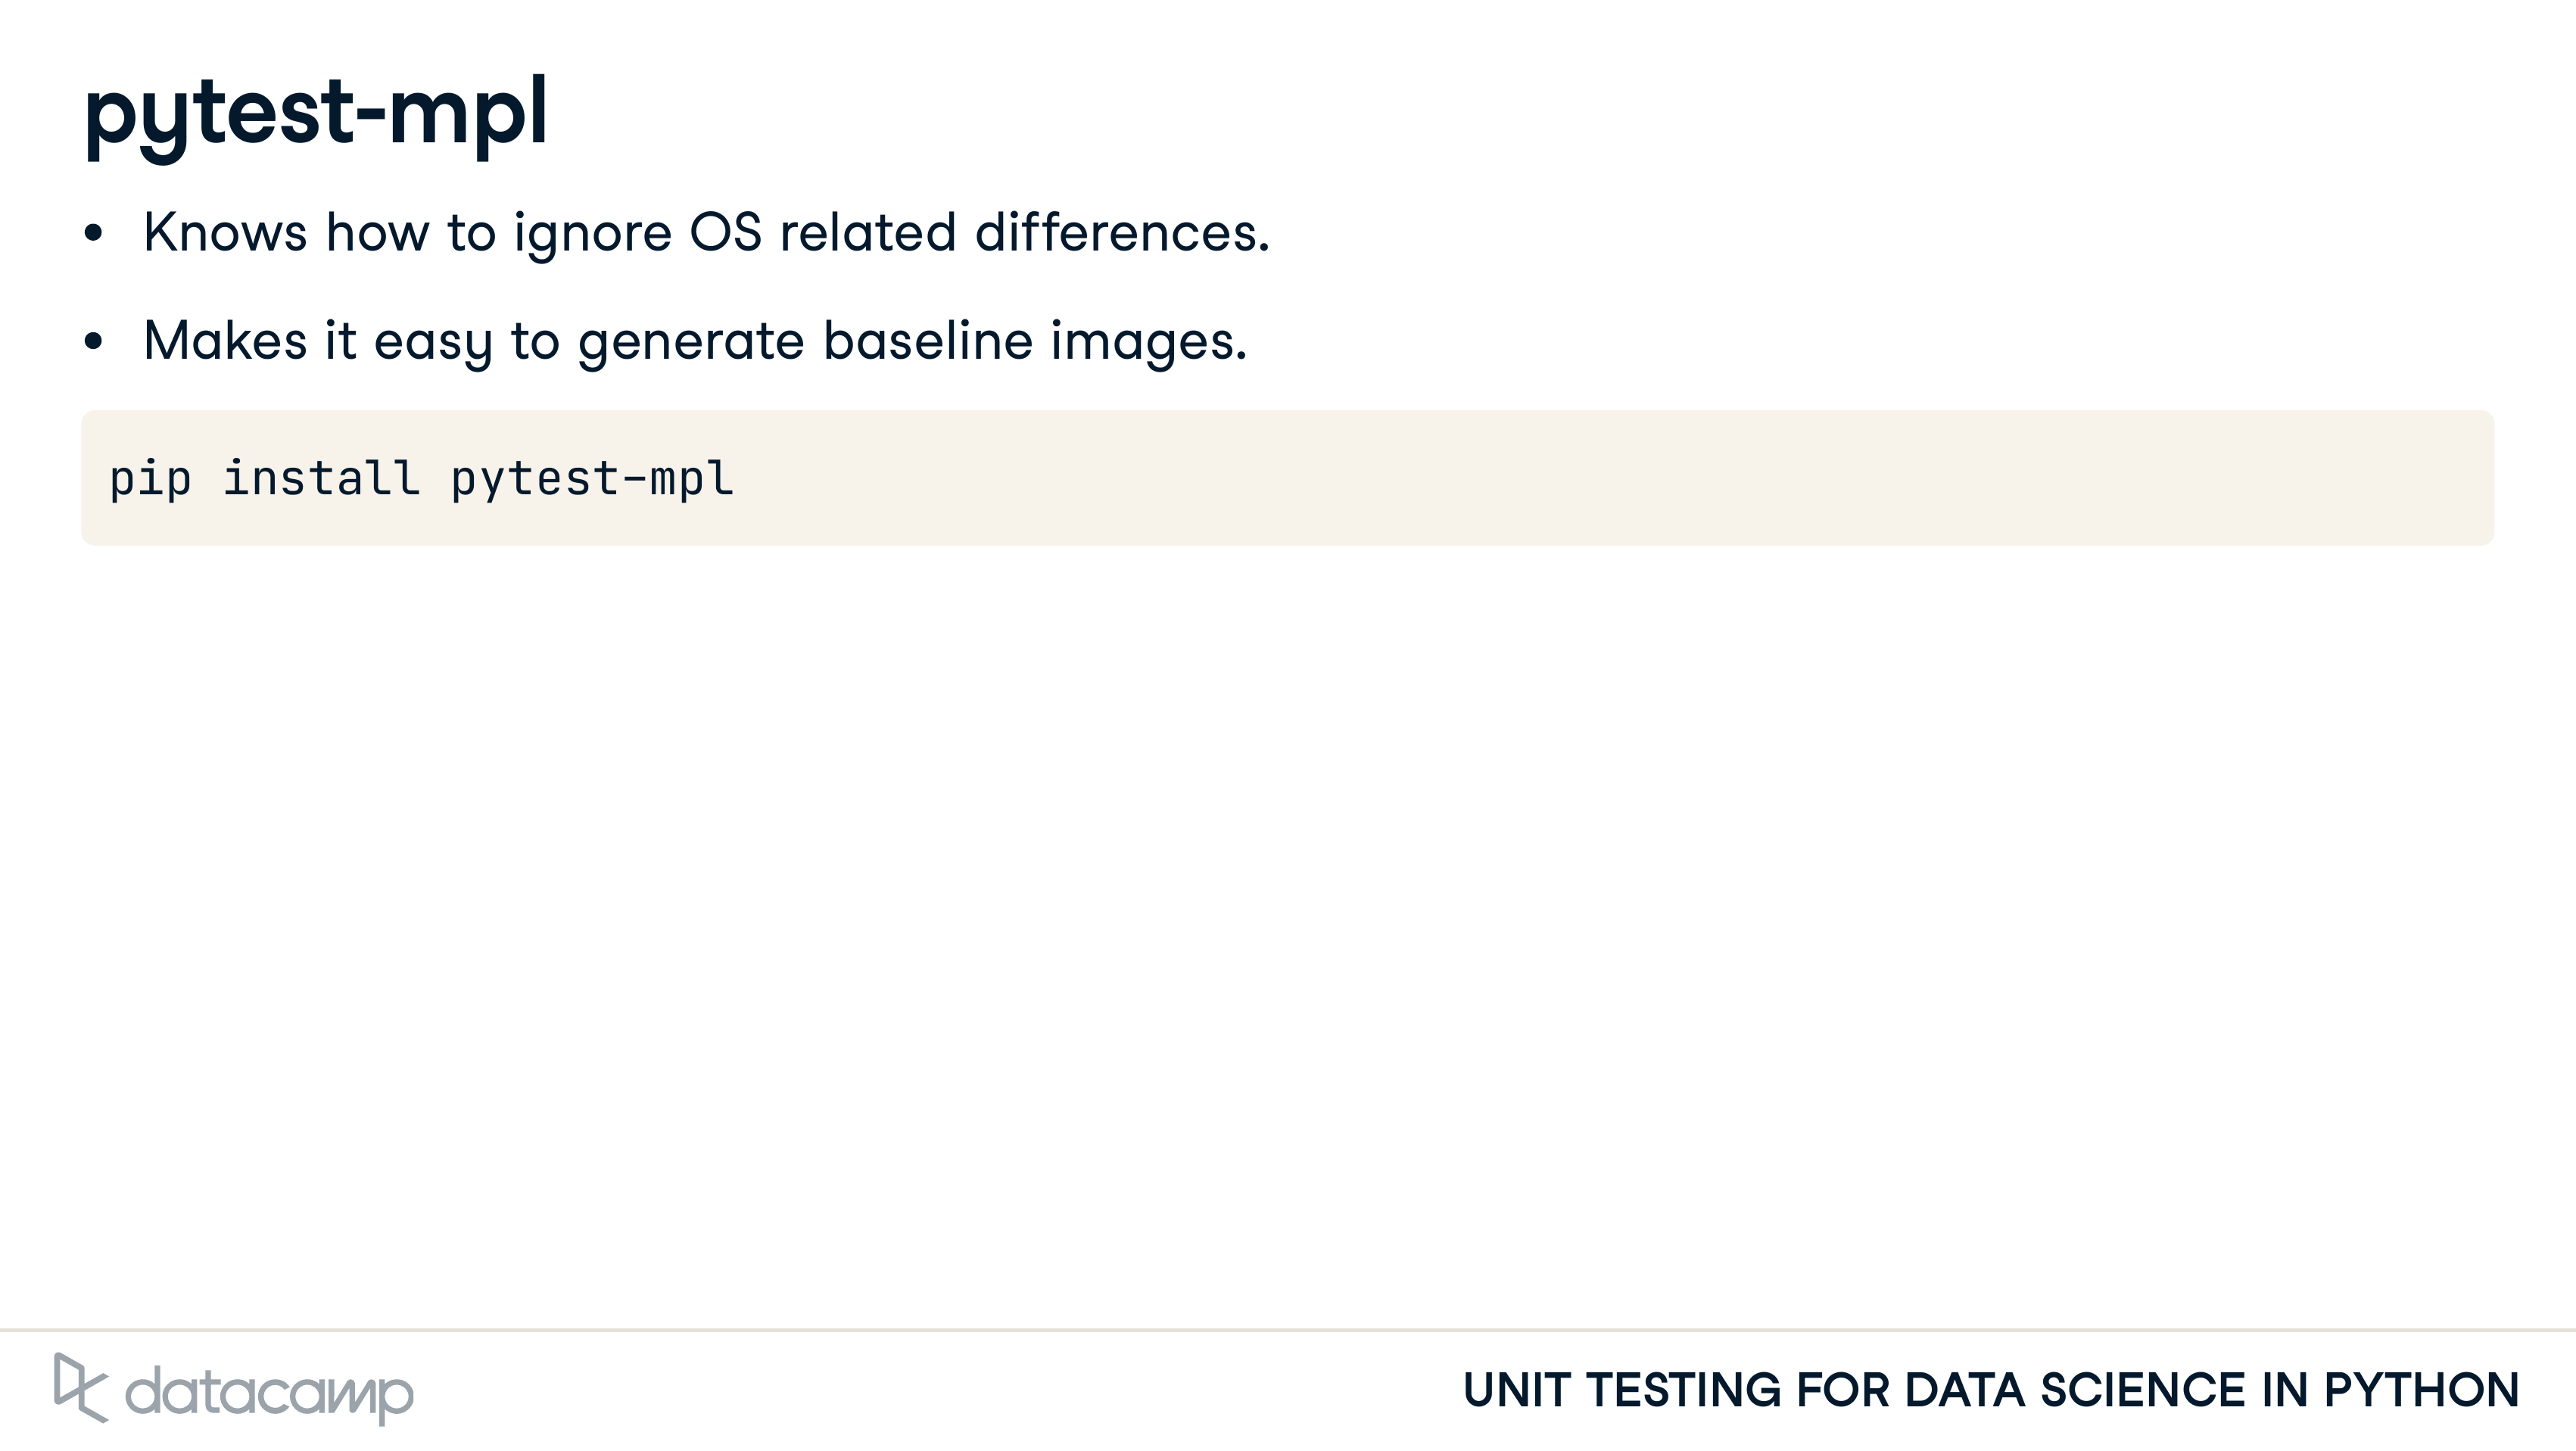 pytest-mpl
• Knows how to ignore OS related differences.
• Makes it easy to generate baseline images.
pip install pytest-mpl
datacamp
UNIT TESTING FOR DATA SCIENCE IN PYTHON